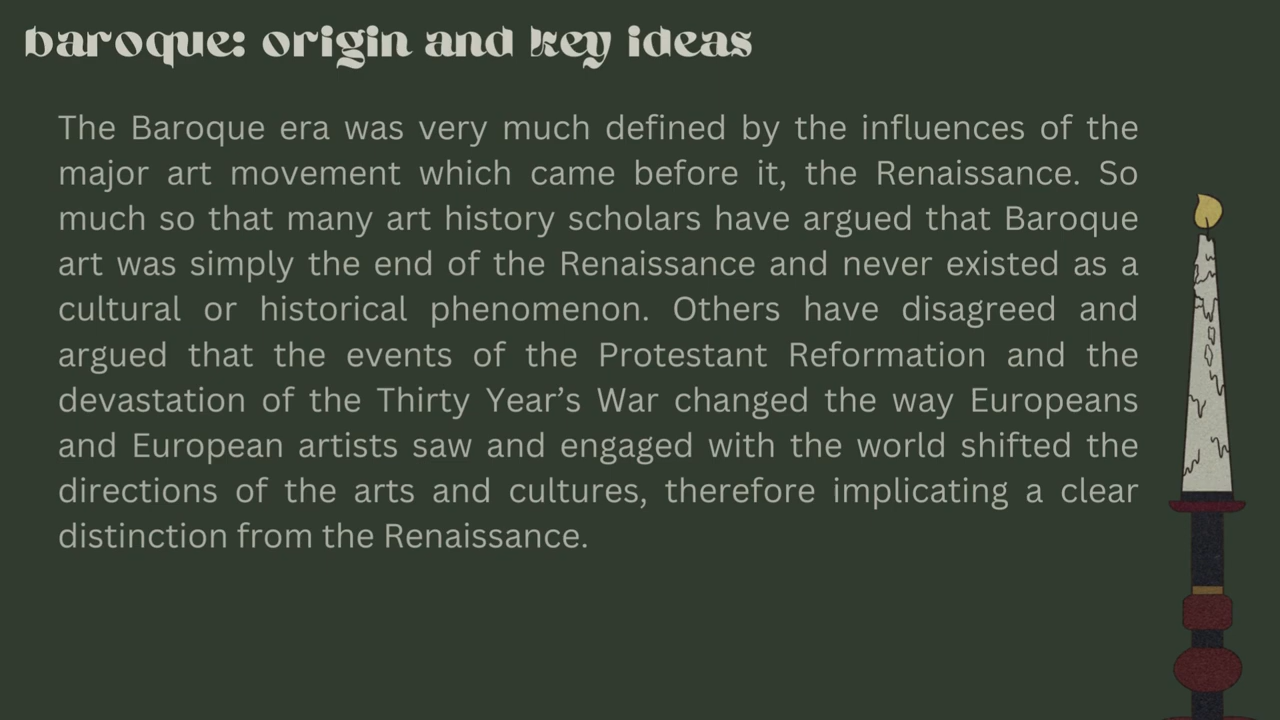 baroque: origin and key ideas
The Baroque era was very much defined by the influences of the
major art movement which came before it, the Renaissance. So
much so that many art history scholars have argued that Baroque
art was simply the end of the Renaissance and never existed as a
cultural or historical phenomenon. Others have disagreed and
argued that the events of the Protestant Reformation and the
devastation of the Thirty Year’s War changed the way Europeans
and European artists saw and engaged with the world shifted the
directions of the arts and cultures, therefore implicating a clear
distinction from the Renaissance.